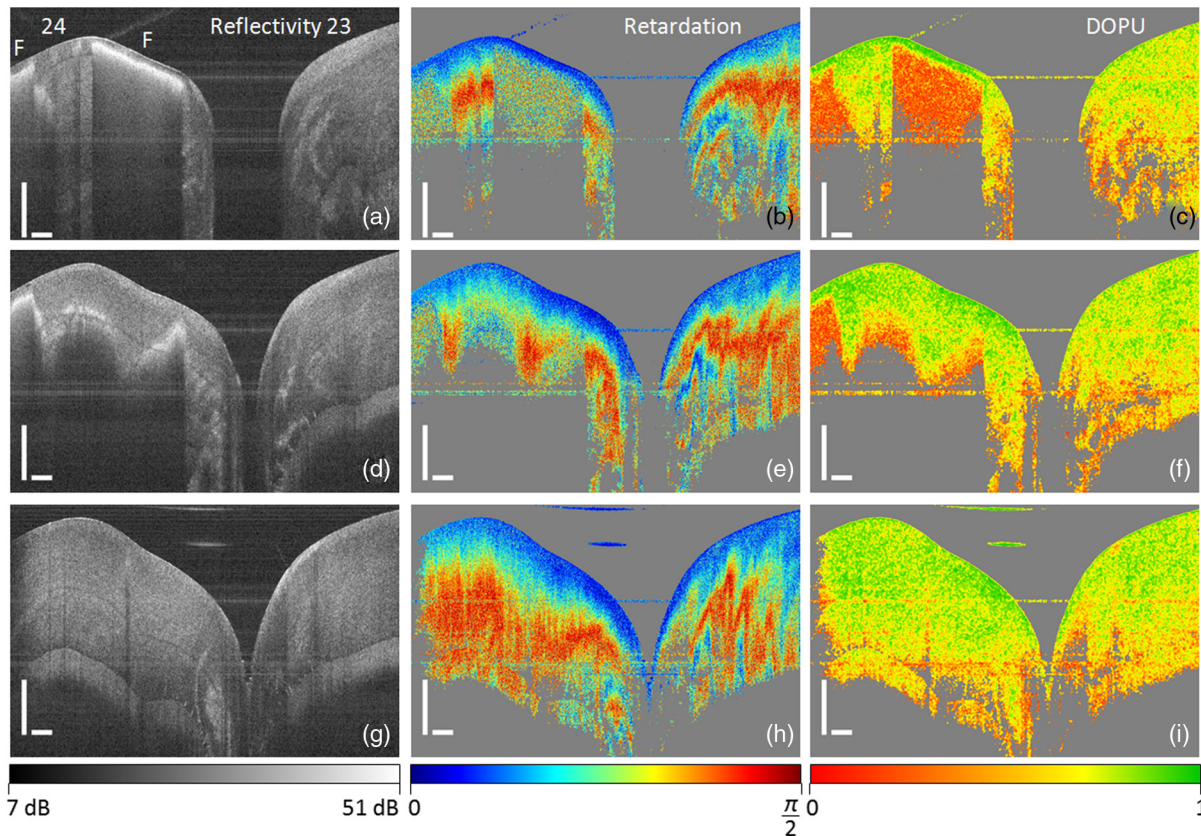 24 Reflectivity 23 Retardation DOPU
F F
(a) (b) (c)
(d) (e) (f)
(g) (h) (i)
7 dB 51 dB 0 π/2 0 1